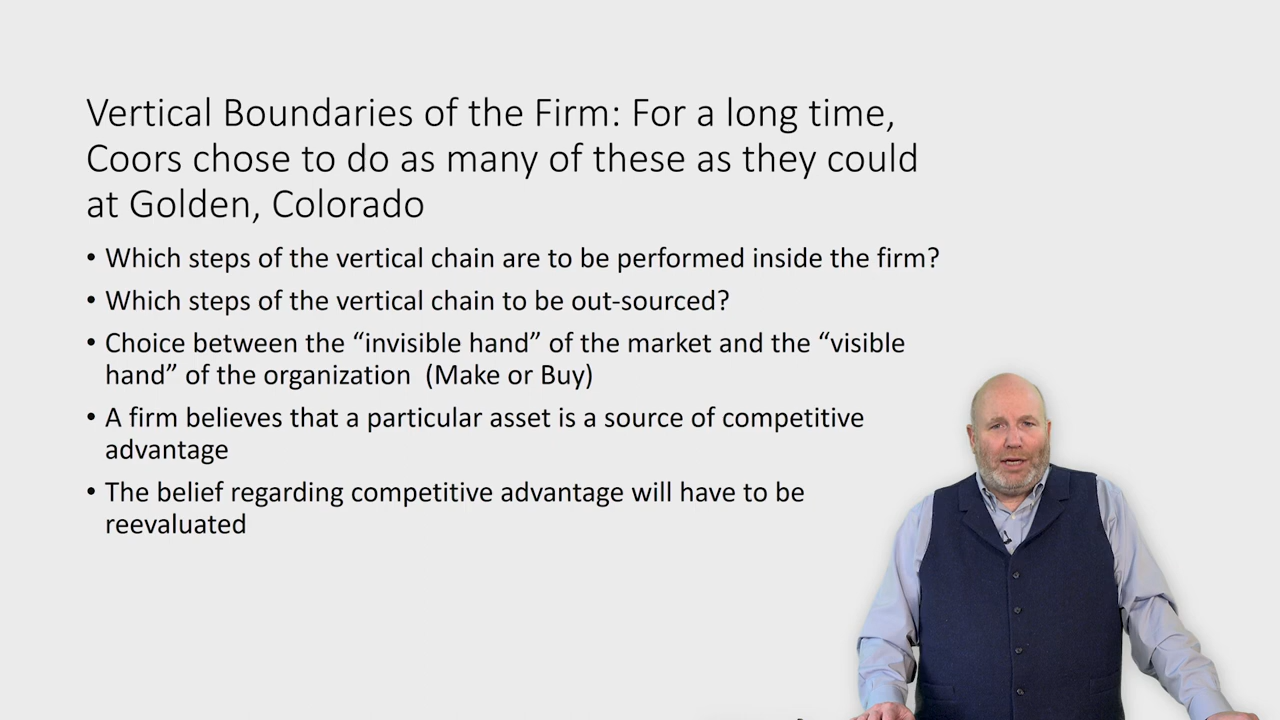 Vertical Boundaries of the Firm: For a long time,
Coors chose to do as many of these as they could
at Golden, Colorado
• Which steps of the vertical chain are to be performed inside the firm?
• Which steps of the vertical chain to be out-sourced?
• Choice between the “invisible hand” of the market and the “visible
hand” of the organization (Make or Buy)
• A firm believes that a particular asset is a source of competitive
advantage
• The belief regarding competitive advantage will have to be
reevaluated